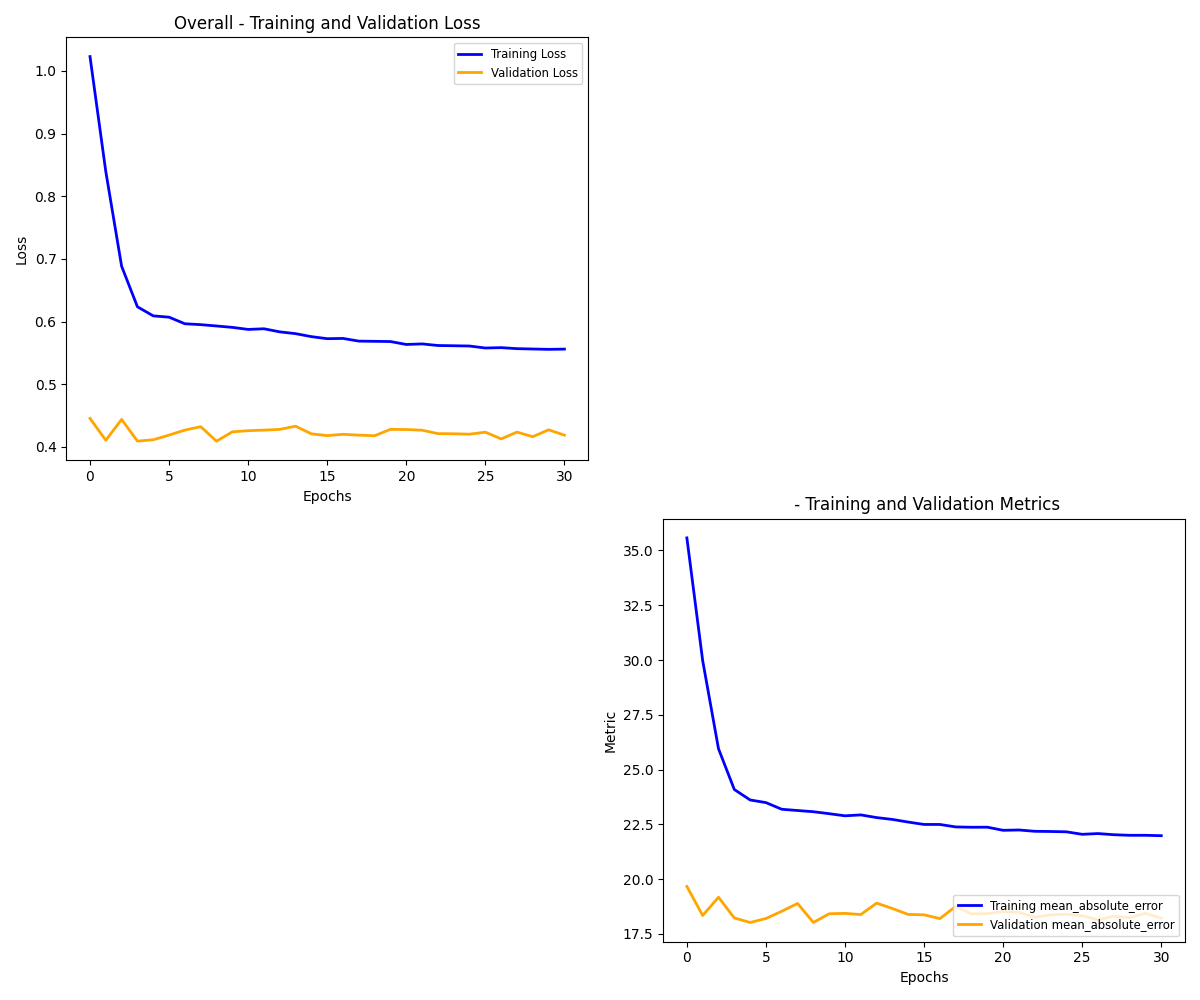 Overall - Training and Validation Loss
Training Loss
Validation Loss
1.0
0.9
0.8
0.7
0.6
0.5
0.4
Loss
0 5 10 15 20 25 30
Epochs
- Training and Validation Metrics
35.0
32.5
30.0
27.5
25.0
22.5
20.0
17.5
Metric
Training mean_absolute_error
Validation mean_absolute_error
0 5 10 15 20 25 30
Epochs